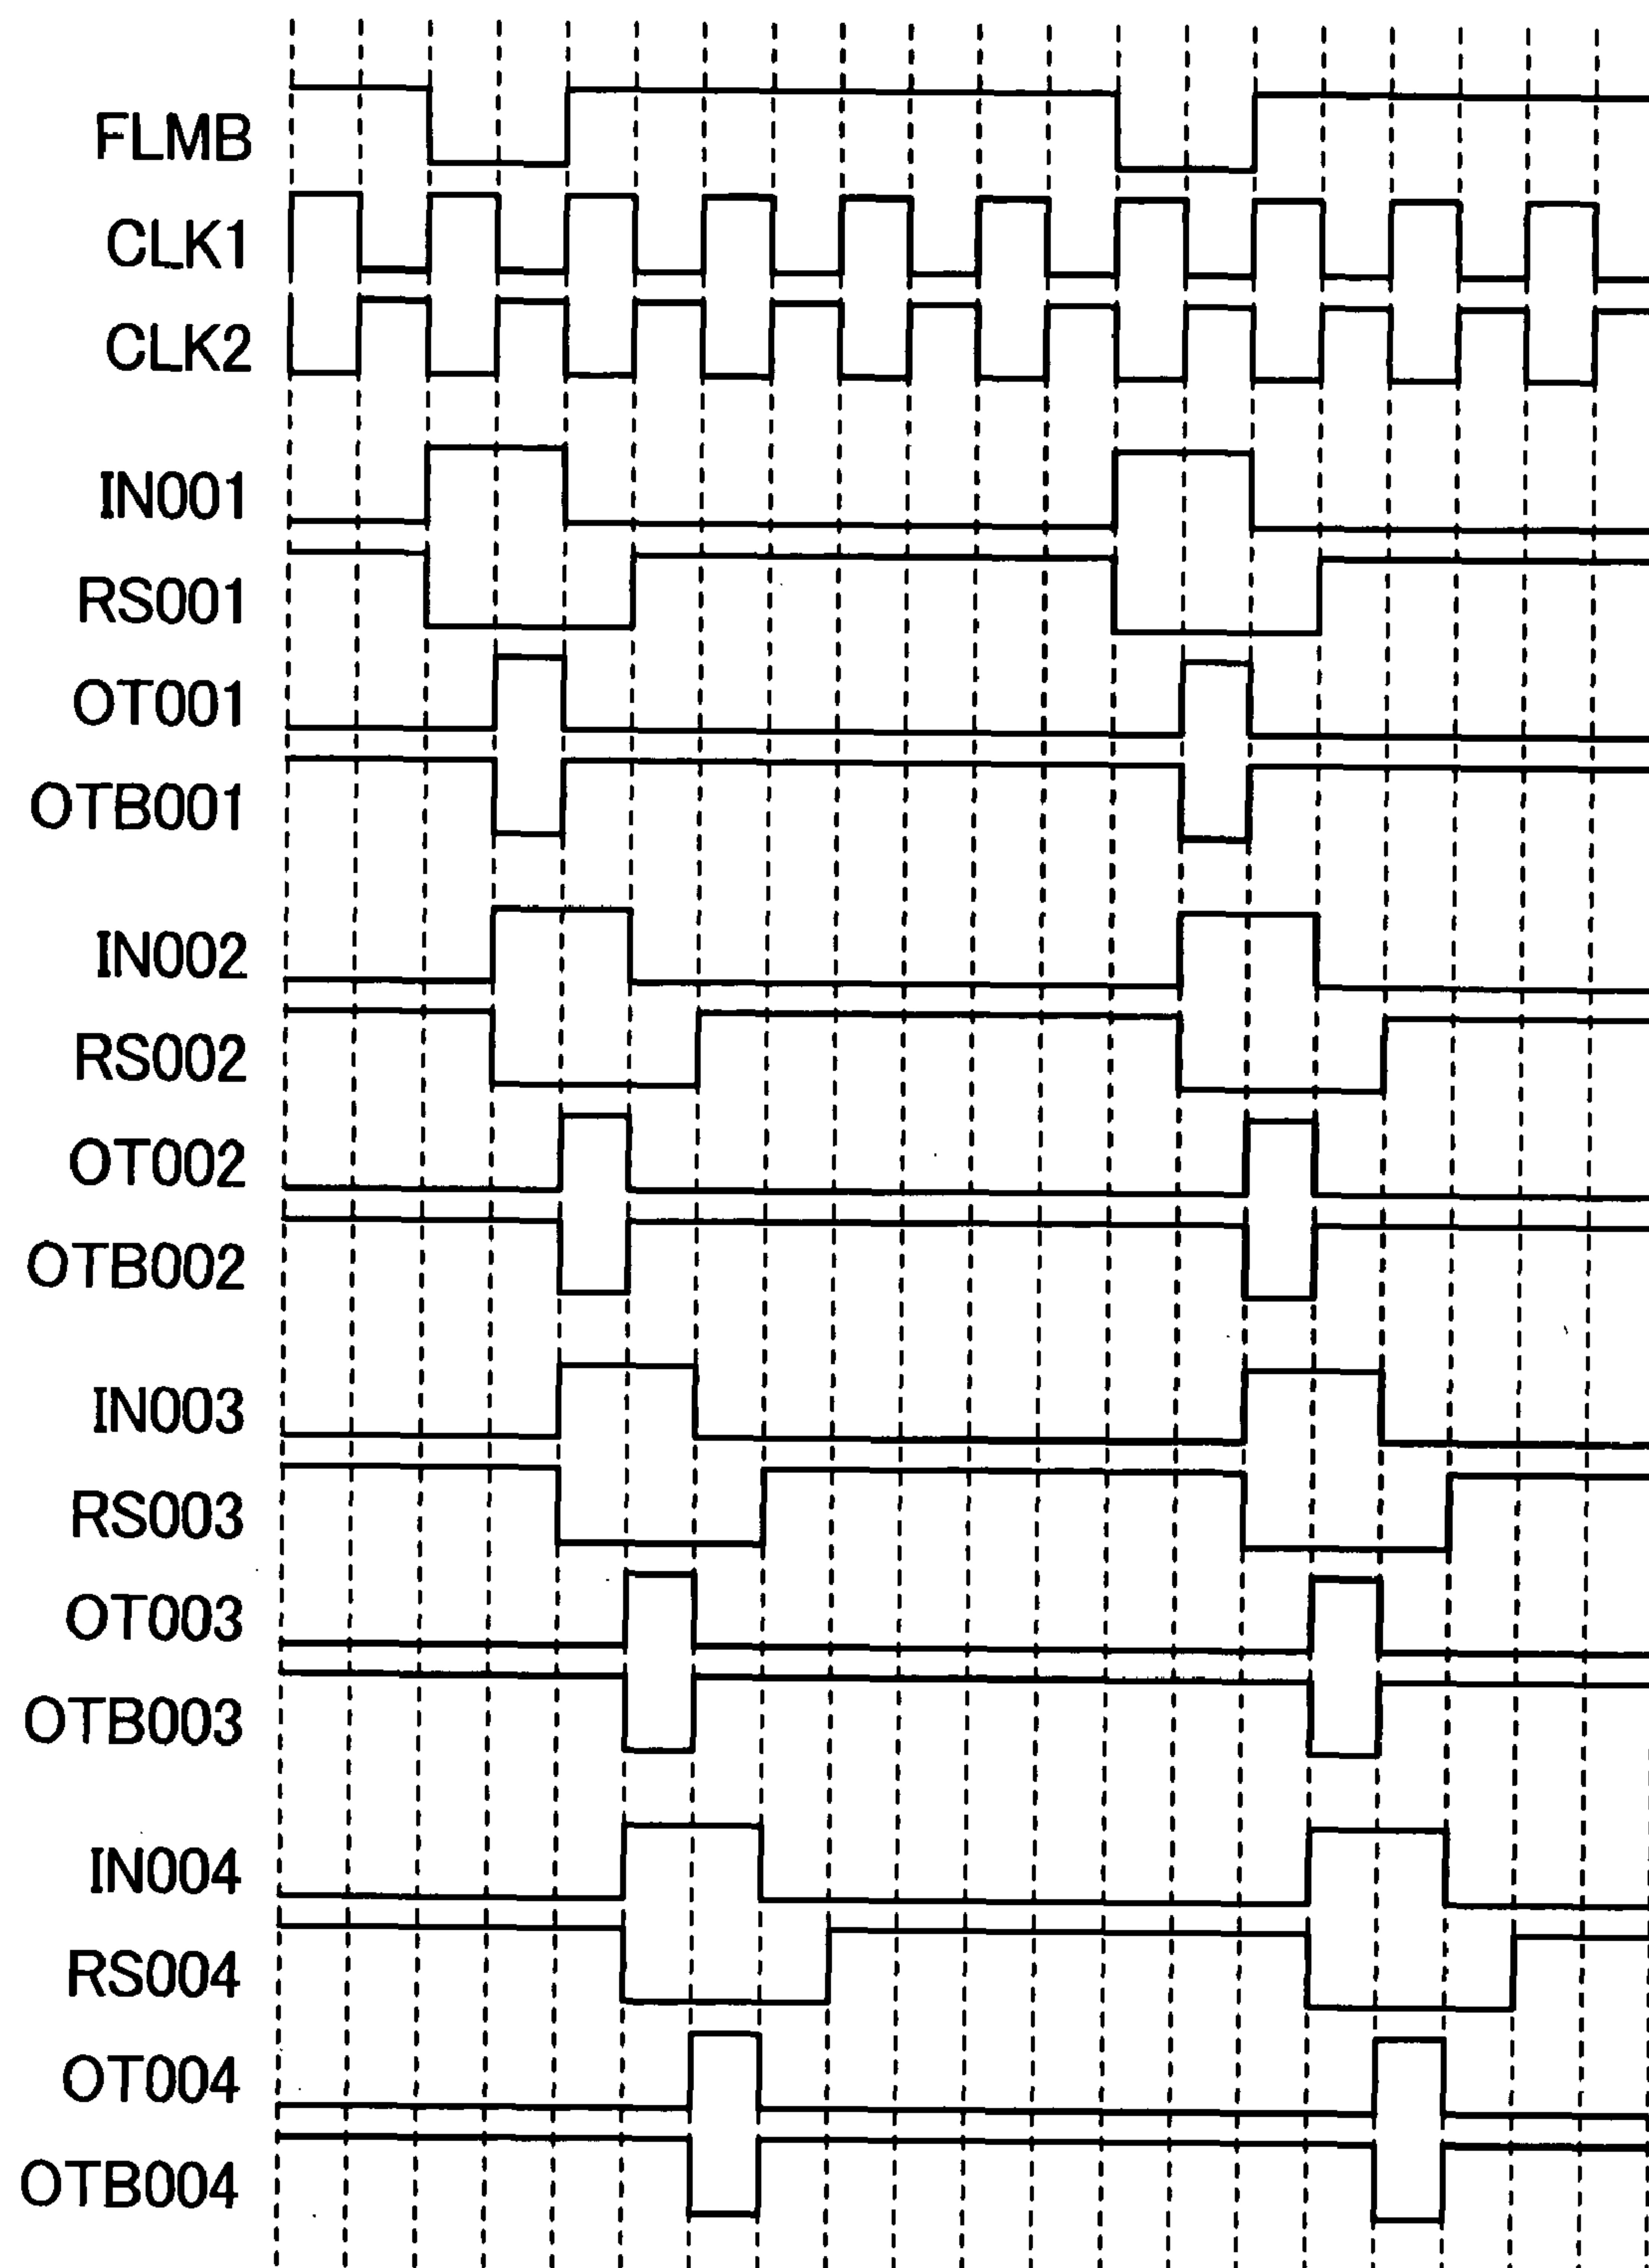 FLMB
CLK1
CLK2
IN001
RS001
OT001
OTB001
IN002
RS002
OT002
OTB002
IN003
RS003
OT003
OTB003
IN004
RS004
OT004
OTB004